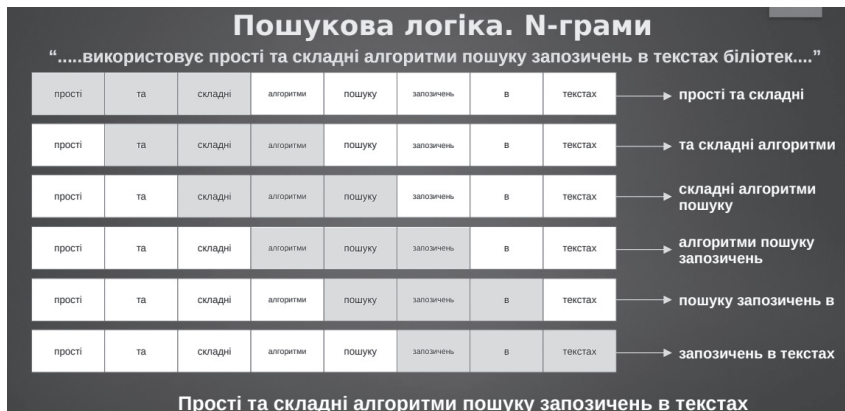 Пошукова логіка. N-грами
“.....використовує прості та складні алгоритми пошуку запозичень в текстах біліотек....”
прості та складні алгоритми пошуку запозичень в текстах прості та складні
прості та складні алгоритми пошуку запозичень в текстах та складні алгоритми
прості та складні алгоритми пошуку запозичень в текстах складні алгоритми
пошуку
прості та складні алгоритми пошуку запозичень в текстах алгоритми пошуку
запозичень
прості та складні алгоритми пошуку запозичень в текстах пошуку запозичень в
прості та складні алгоритми пошуку запозичень в текстах запозичень в текстах
Прості та складні алгоритми пошуку запозичень в текстах